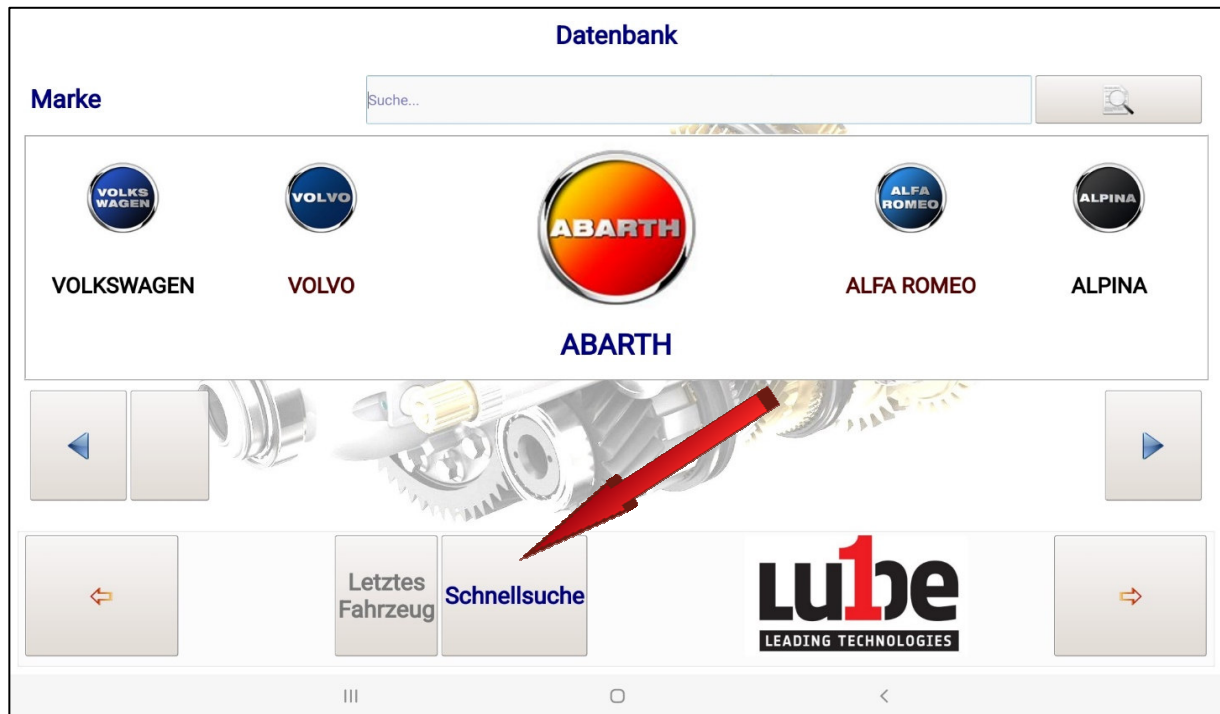 Datenbank
Marke
Suche...
VOLKS
WAGEN
VOLVO
ABARTH
ALFA
ROMEO
ALPINA
VOLKSWAGEN
VOLVO
ABARTH
ALFA ROMEO
ALPINA
Letztes
Fahrzeug
Schnellsuche
Lu1be
LEADING TECHNOLOGIES